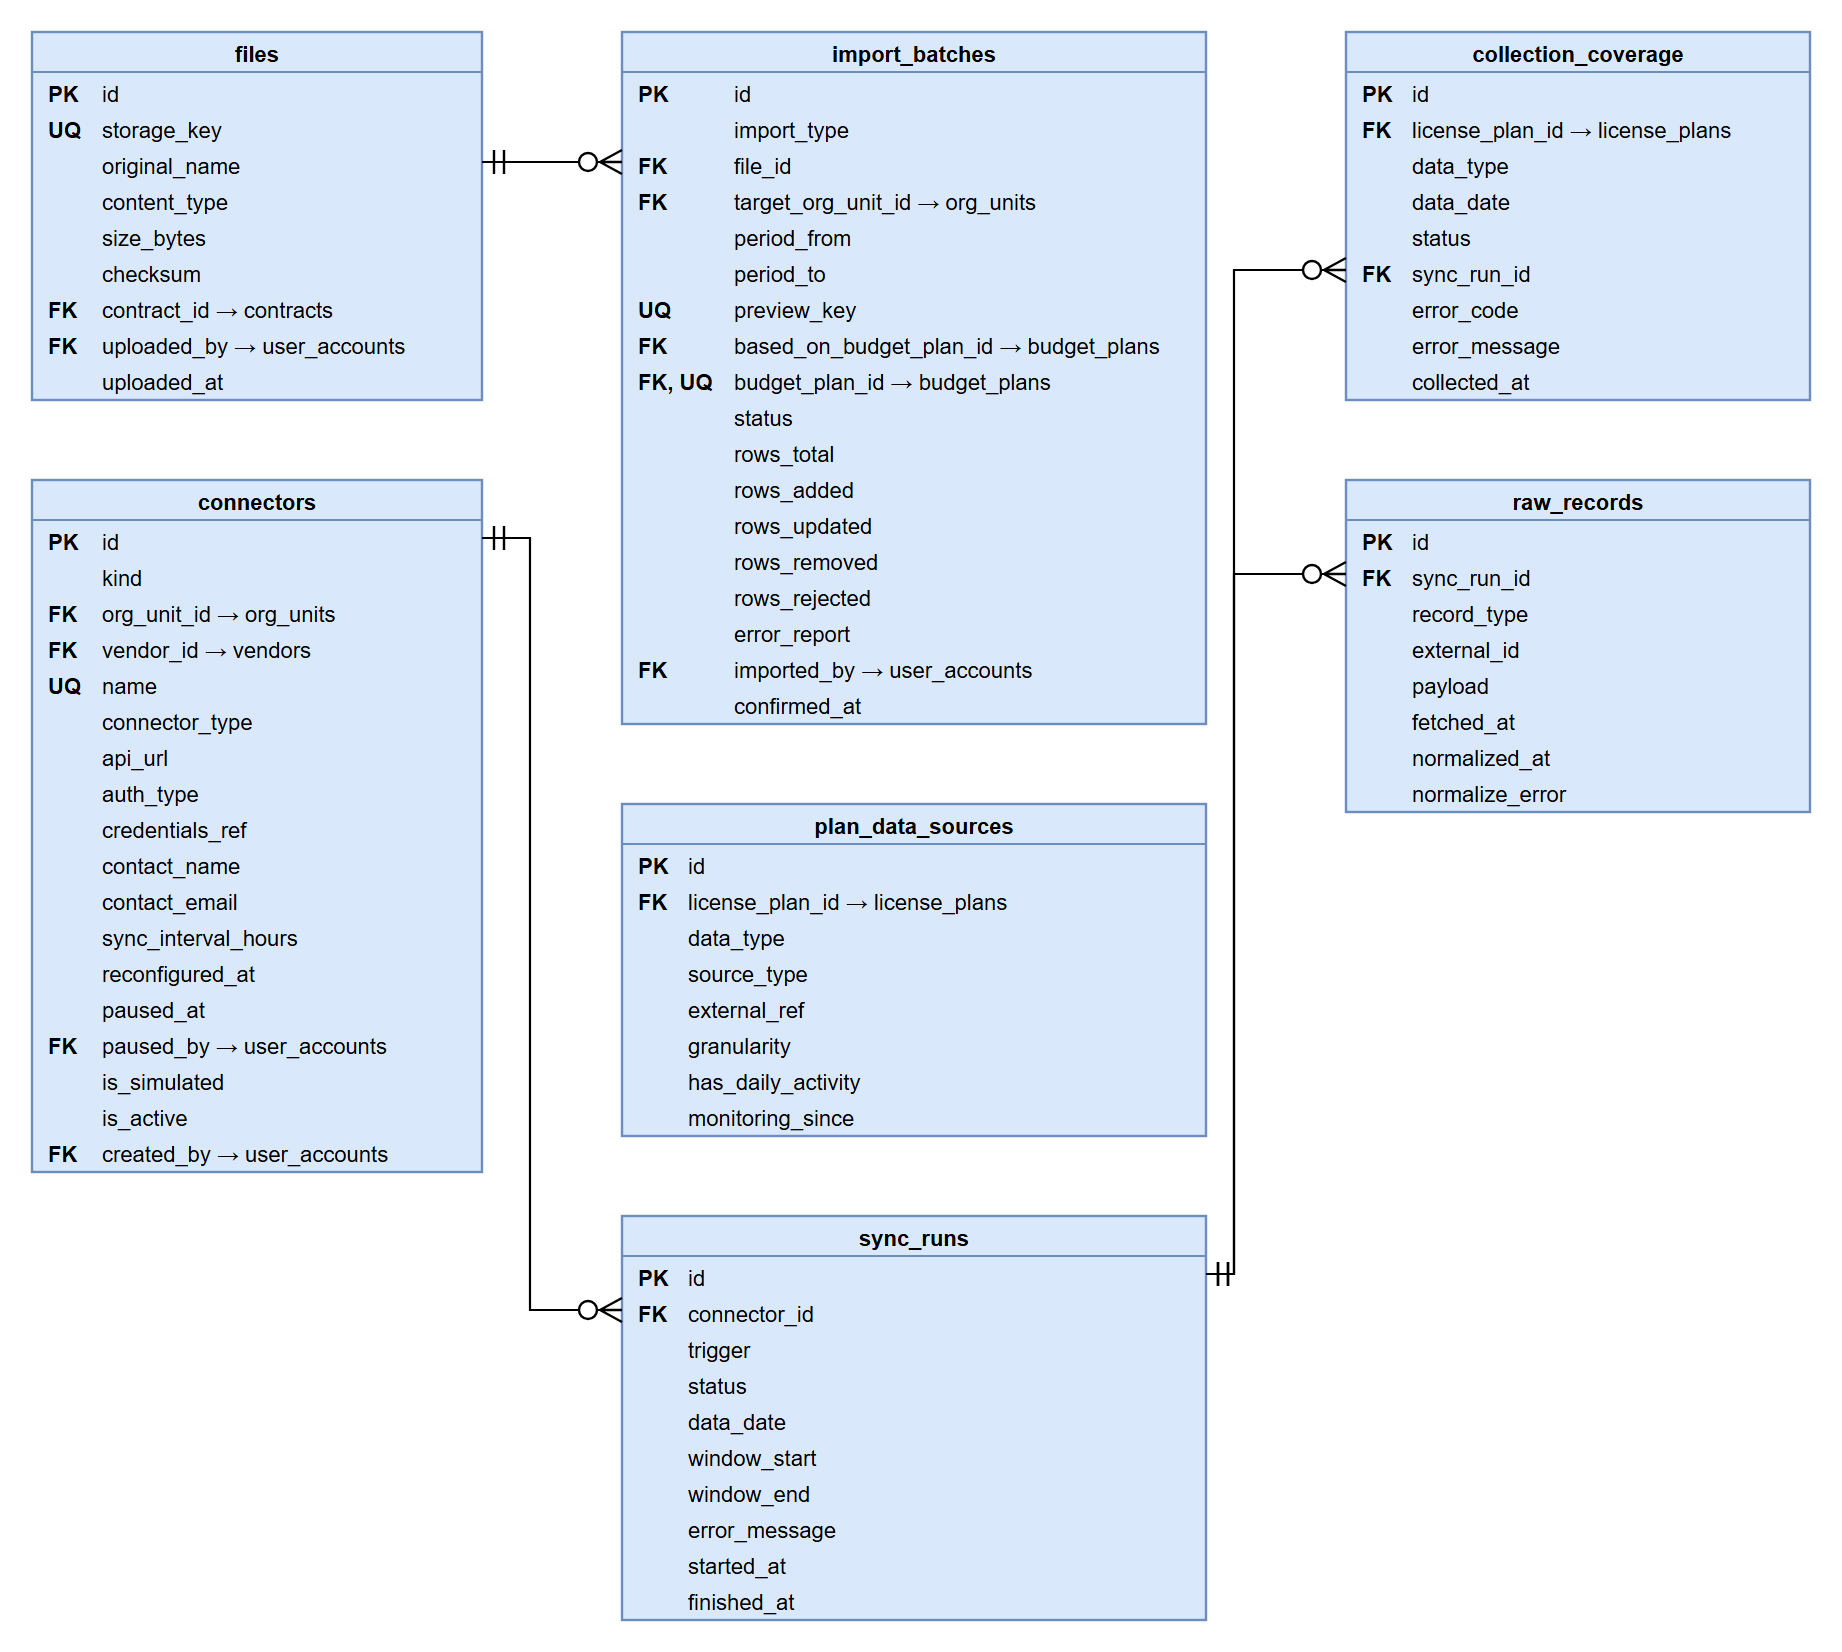 files
PK id
UQ storage_key
original_name
content_type
size_bytes
checksum
FK contract_id → contracts
FK uploaded_by → user_accounts
uploaded_at
import_batches
PK id
import_type
FK file_id
FK target_org_unit_id → org_units
period_from
period_to
UQ preview_key
FK based_on_budget_plan_id → budget_plans
FK, UQ budget_plan_id → budget_plans
status
rows_total
rows_added
rows_updated
rows_removed
rows_rejected
error_report
FK imported_by → user_accounts
confirmed_at
collection_coverage
PK id
FK license_plan_id → license_plans
data_type
data_date
status
FK sync_run_id
error_code
error_message
collected_at
connectors
PK id
kind
FK org_unit_id → org_units
FK vendor_id → vendors
UQ name
connector_type
api_url
auth_type
credentials_ref
contact_name
contact_email
sync_interval_hours
reconfigured_at
paused_at
FK paused_by → user_accounts
is_simulated
is_active
FK created_by → user_accounts
raw_records
PK id
FK sync_run_id
record_type
external_id
payload
fetched_at
normalized_at
normalize_error
plan_data_sources
PK id
FK license_plan_id → license_plans
data_type
source_type
external_ref
granularity
has_daily_activity
monitoring_since
sync_runs
PK id
FK connector_id
trigger
status
data_date
window_start
window_end
error_message
started_at
finished_at